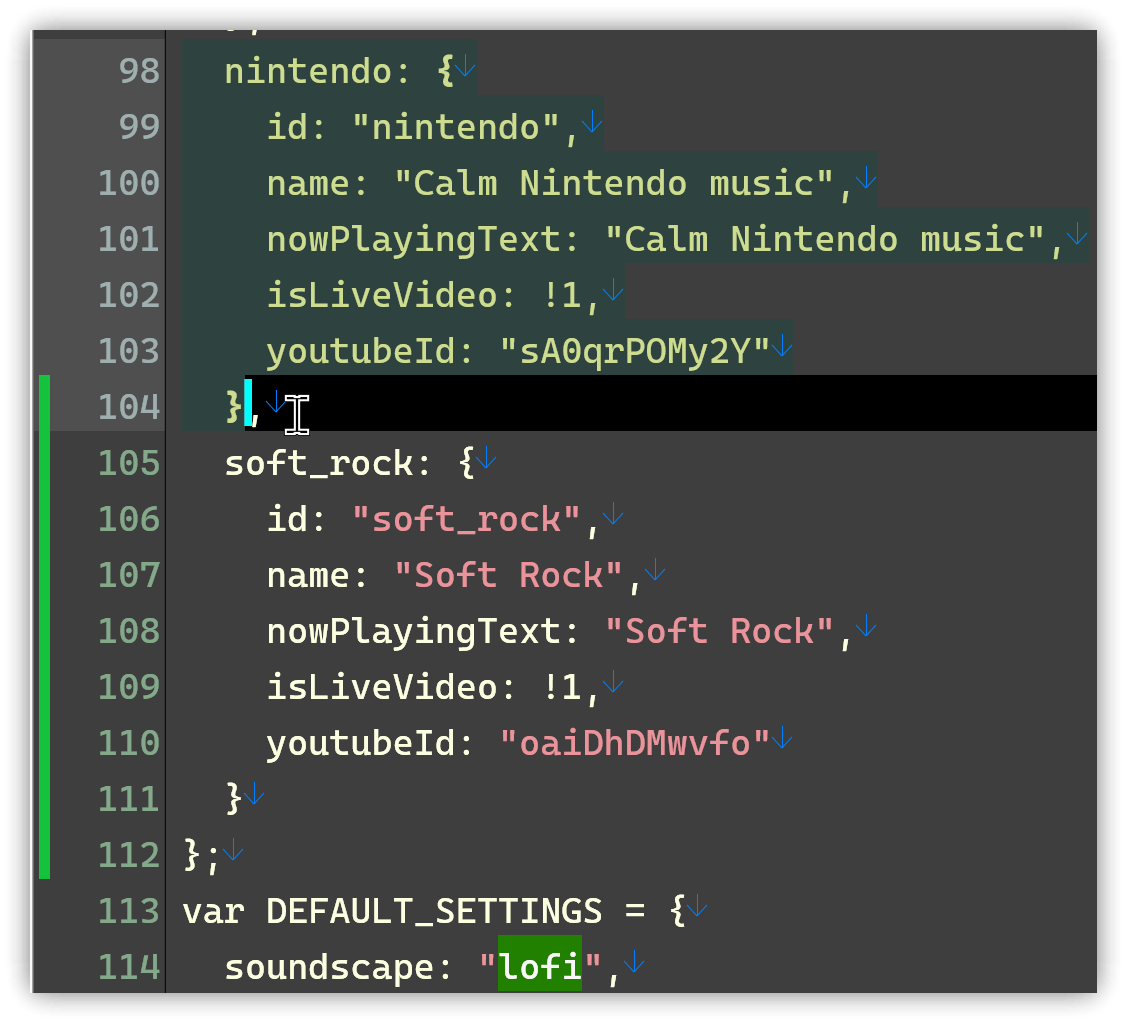 98   nintendo: {
99     id: "nintendo",
100     name: "Calm Nintendo music",
101     nowPlayingText: "Calm Nintendo music",
102     isLiveVideo: !1,
103     youtubeId: "sA0qrPOMy2Y"
104   },
105   soft_rock: {
106     id: "soft_rock",
107     name: "Soft Rock",
108     nowPlayingText: "Soft Rock",
109     isLiveVideo: !1,
110     youtubeId: "oaiDhDMwvfo"
111   }
112 };
113 var DEFAULT_SETTINGS = {
114   soundscape: "lofi",